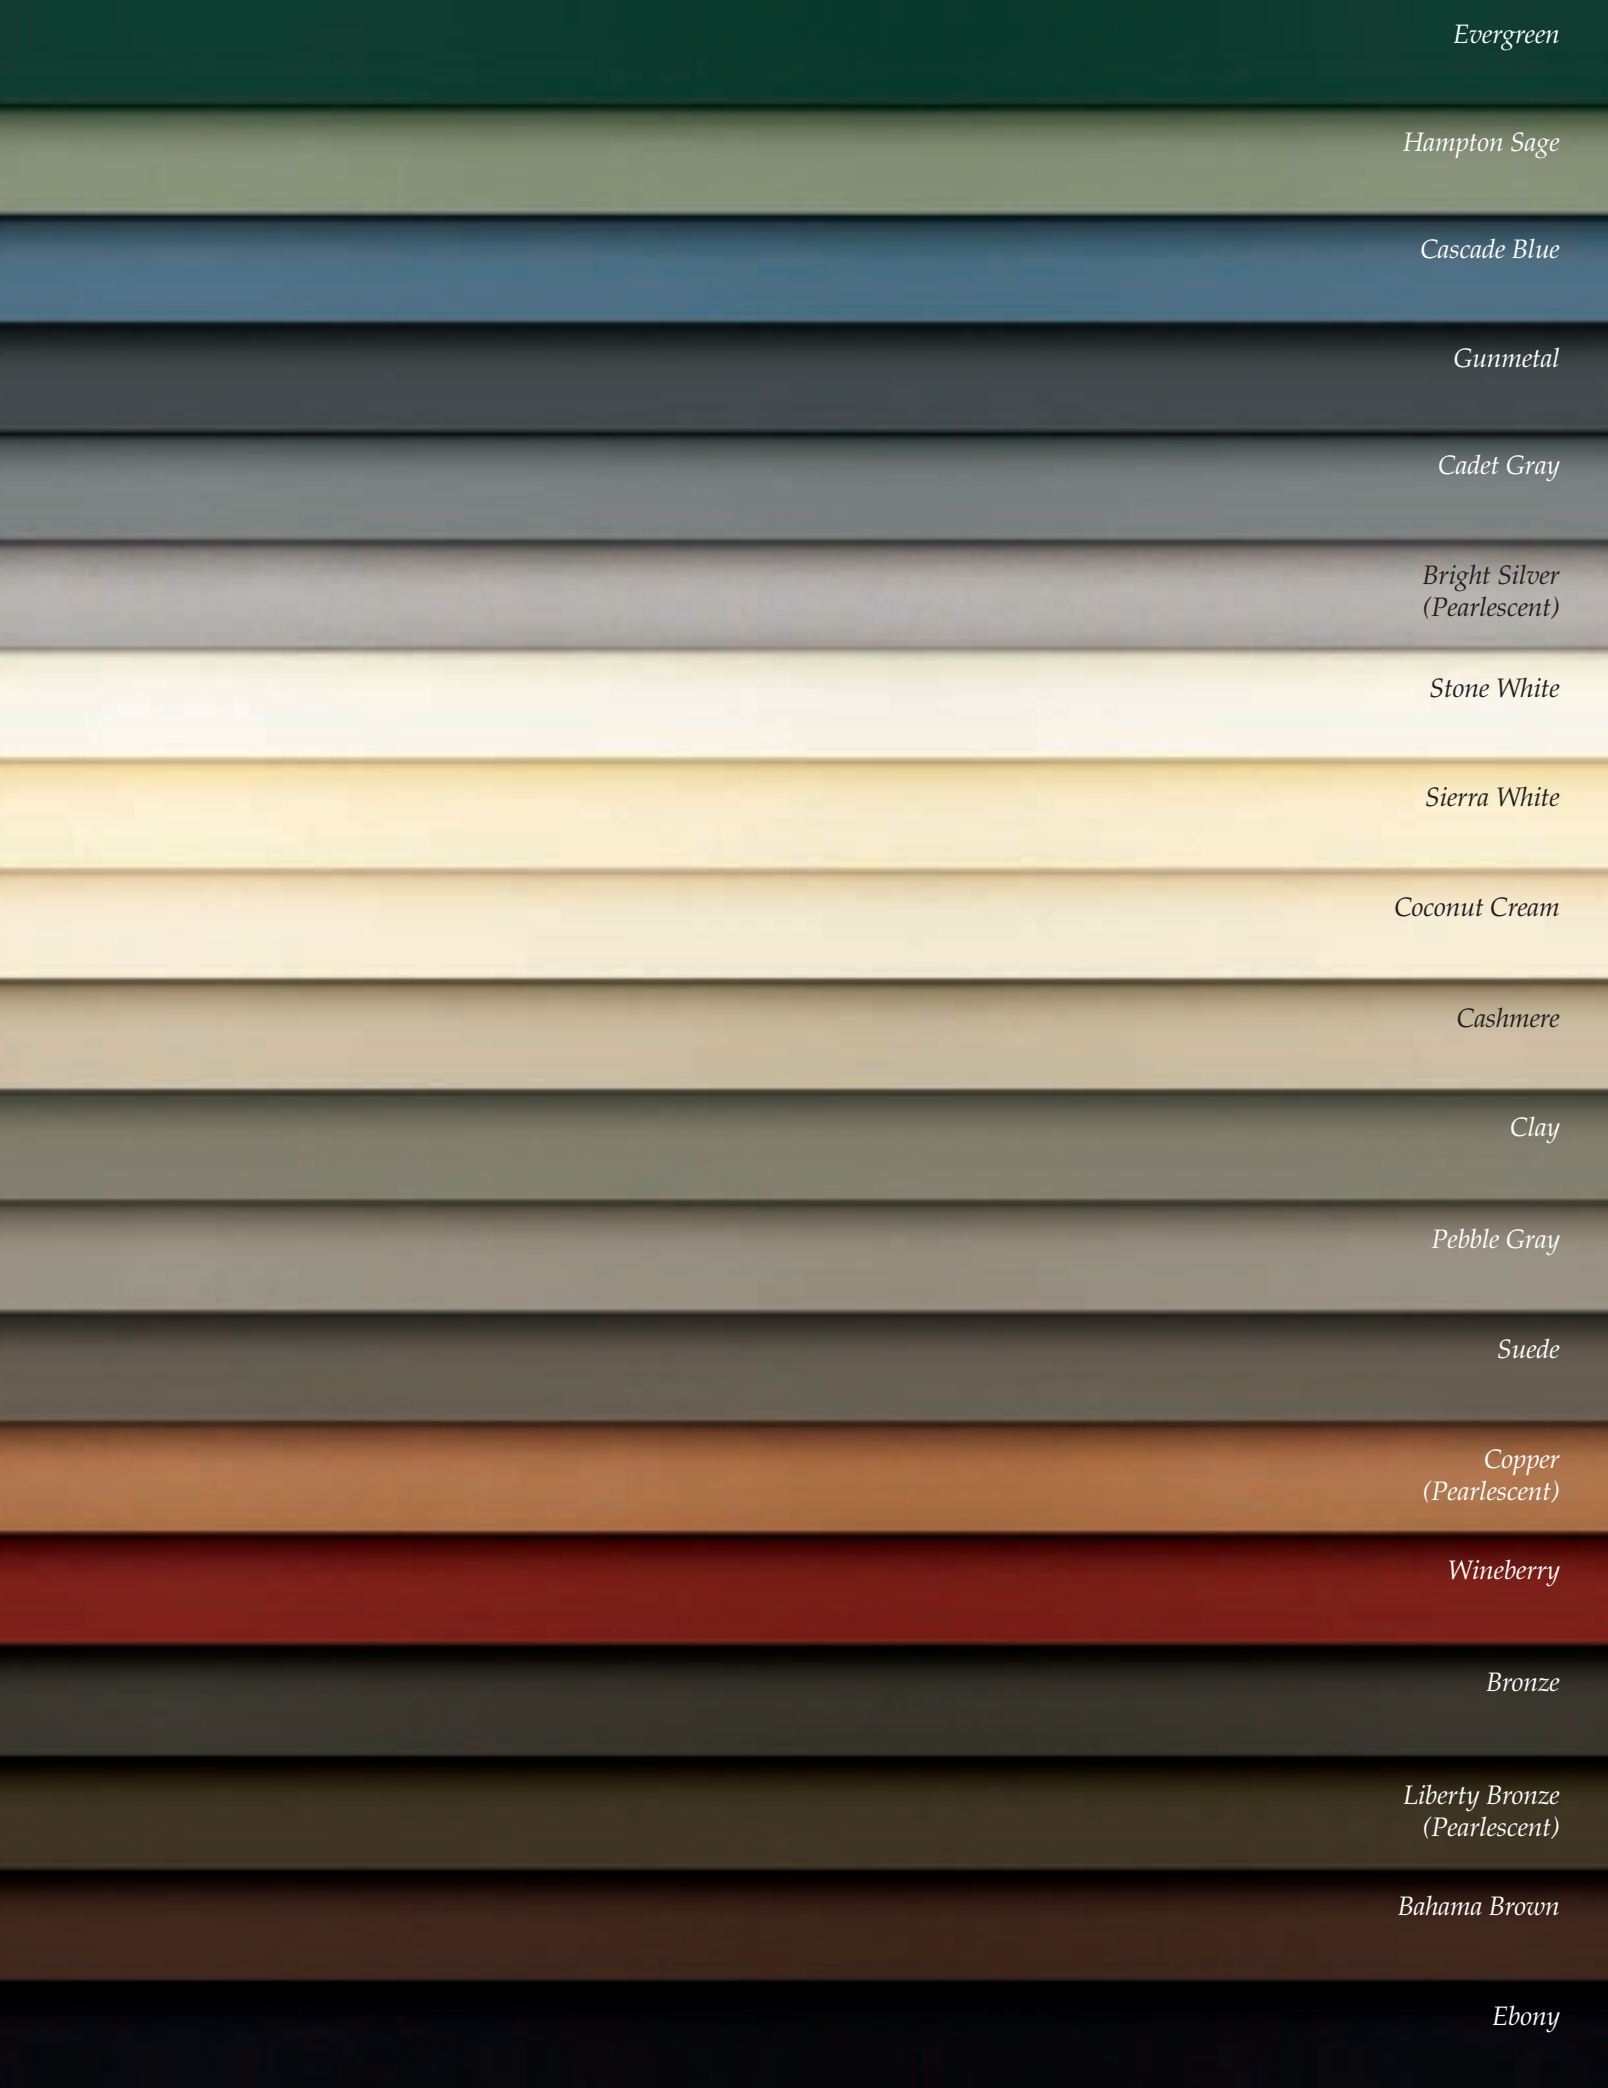 Evergreen
Hampton Sage
Cascade Blue
Gunmetal
Cadet Gray
Bright Silver
(Pearlescent)
Stone White
Sierra White
Coconut Cream
Cashmere
Clay
Pebble Gray
Suede
Copper
(Pearlescent)
Wineberry
Bronze
Liberty Bronze
(Pearlescent)
Bahama Brown
Ebony